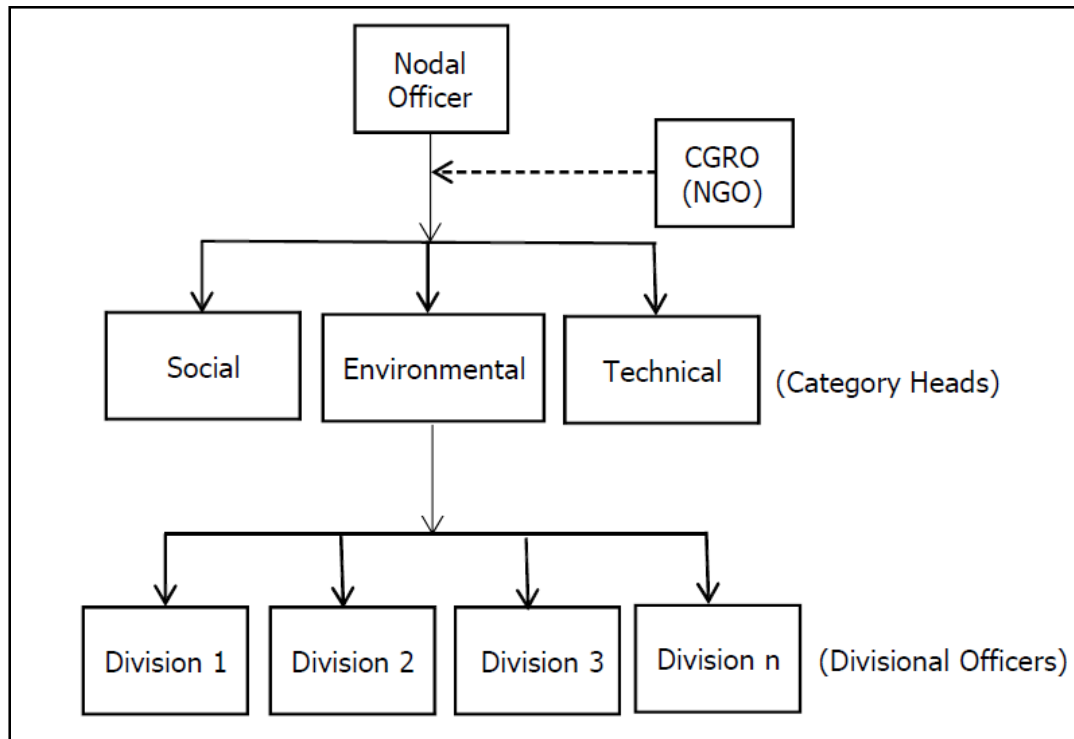 Nodal
Officer
CGRO
(NGO)
Social
Environmental
Technical
(Category Heads)
Division 1
Division 2
Division 3
Division n
(Divisional Officers)